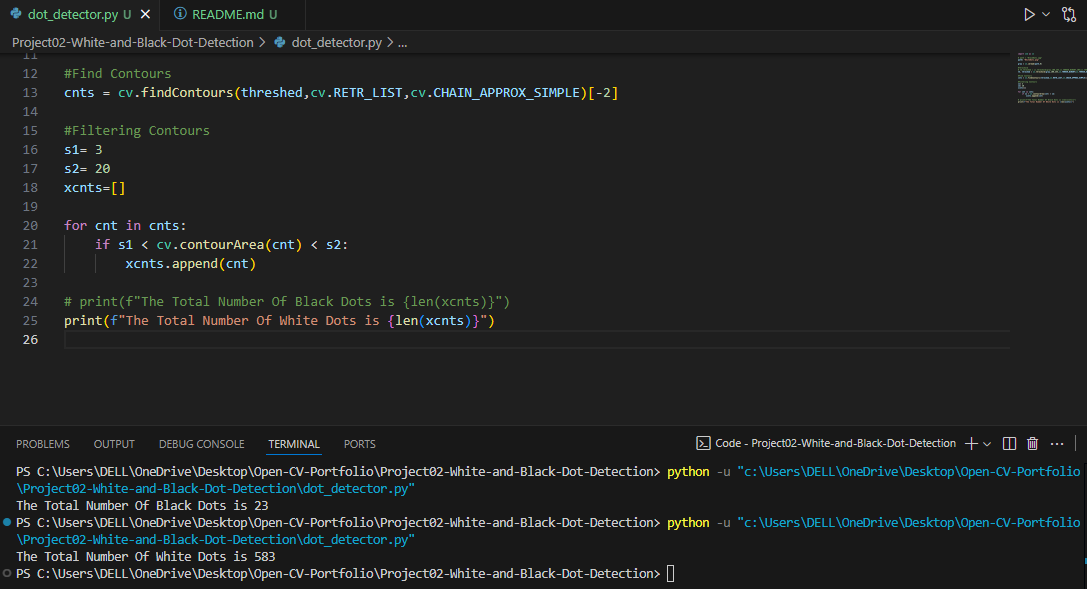 dot_detector.py U
README.md U
Project02-White-and-Black-Dot-Detection > dot_detector.py > ...
11
12 #Find Contours
13 cnts = cv.findContours(threshed,cv.RETR_LIST,cv.CHAIN_APPROX_SIMPLE)[-2]
14
15 #Filtering Contours
16 s1= 3
17 s2= 20
18 xcnts=[]
19
20 for cnt in cnts:
21 if s1 < cv.contourArea(cnt) < s2:
22 xcnts.append(cnt)
23
24 # print(f"The Total Number Of Black Dots is {len(xcnts)}")
25 print(f"The Total Number Of White Dots is {len(xcnts)}")
26
PROBLEMS OUTPUT DEBUG CONSOLE TERMINAL PORTS Code - Project02-White-and-Black-Dot-Detection
PS C:\Users\DELL\OneDrive\Desktop\Open-CV-Portfolio\Project02-White-and-Black-Dot-Detection> python -u "c:\Users\DELL\OneDrive\Desktop\Open-CV-Portfolio
\Project02-White-and-Black-Dot-Detection\dot_detector.py"
The Total Number Of Black Dots is 23
PS C:\Users\DELL\OneDrive\Desktop\Open-CV-Portfolio\Project02-White-and-Black-Dot-Detection> python -u "c:\Users\DELL\OneDrive\Desktop\Open-CV-Portfolio
\Project02-White-and-Black-Dot-Detection\dot_detector.py"
The Total Number Of White Dots is 583
PS C:\Users\DELL\OneDrive\Desktop\Open-CV-Portfolio\Project02-White-and-Black-Dot-Detection>